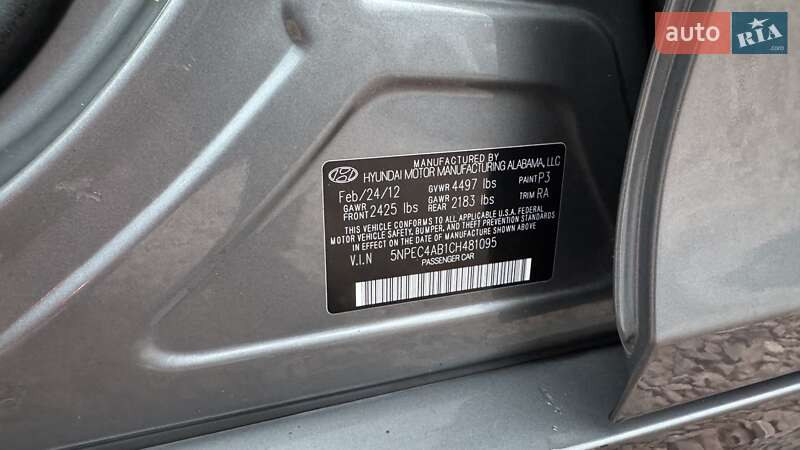 auto RIA
.com
MANUFACTURED BY
HYUNDAI MOTOR MANUFACTURING ALABAMA, LLC
Feb/24/12 GVWR 4497 lbs PAINT P3
GAWR FRONT 2425 lbs GAWR REAR 2183 lbs TRIM RA
THIS VEHICLE CONFORMS TO ALL APPLICABLE U.S.A. FEDERAL
MOTOR VEHICLE SAFETY, BUMPER, AND THEFT PREVENTION STANDARDS
IN EFFECT ON THE DATE OF MANUFACTURE SHOWN ABOVE.
V.I.N 5NPEC4AB1CH481095
PASSENGER CAR